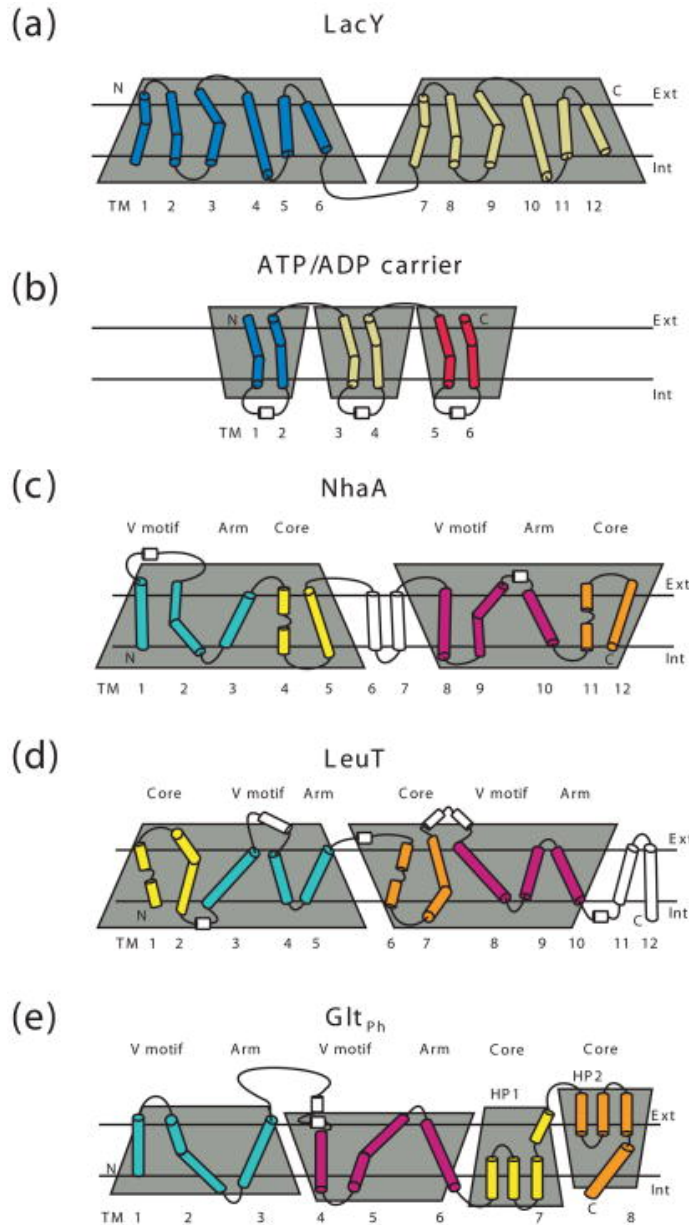 (a) LacY
N C Ext
Int
TM 1 2 3 4 5 6 7 8 9 10 11 12
(b) ATP/ADP carrier
N C Ext
Int
TM 1 2 3 4 5 6
(c) NhaA
V motif Arm Core V motif Arm Core
Ext
N C Int
TM 1 2 3 4 5 6 7 8 9 10 11 12
(d) LeuT
Core V motif Arm Core V motif Arm
Ext
N C Int
TM 1 2 3 4 5 6 7 8 9 10 11 12
(e) GltPh
V motif Arm V motif Arm Core Core
HP1 HP2
Ext
N Int
C
TM 1 2 3 4 5 6 7 8